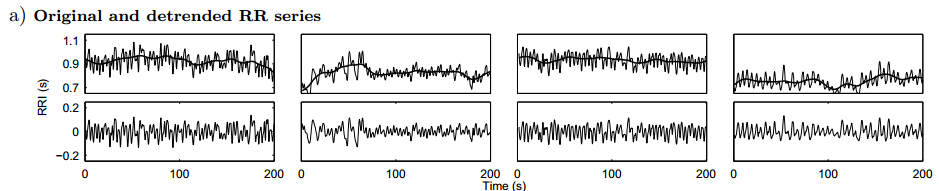 a) Original and detrended RR series
1.1
0.9
0.7
RRI (s)
0.2
0
−0.2
0 100 200 0 100 200 0 100 200 0 100 200
Time (s)